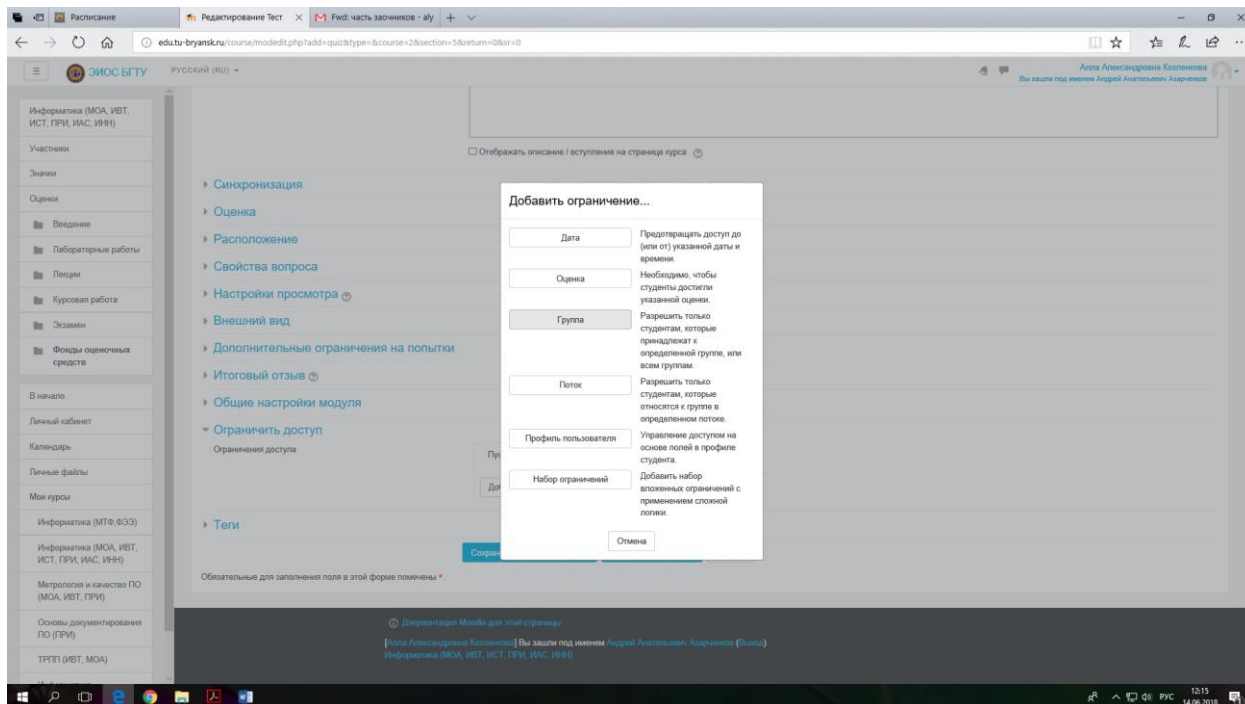 Расписание
Редактирование Тест
Fwd: часть заочников - aly
edu.tu-bryansk.ru/course/modedit.php?add=quiz&type=&course=2&section=5&return=0&sr=0
ЭИОС БГТУ
РУССКИЙ (RU)
Алла Александровна Козленкова
Вы зашли под именем Андрей Анатольевич Азарченков
Информатика (МОА, ИВТ,
ИСТ, ПРИ, ИАС, ИНН)
Участники
Значки
Оценки
Введение
Лабораторные работы
Лекции
Курсовая работа
Экзамен
Фонды оценочных
средств
В начало
Личный кабинет
Календарь
Личные файлы
Мои курсы
Информатика (МТФ,ФЭЭ)
Информатика (МОА, ИВТ,
ИСТ, ПРИ, ИАС, ИНН)
Метрология и качество ПО
(МОА, ИВТ, ПРИ)
Основы документирования
ПО (ПРИ)
ТРПП (ИВТ, МОА)
Отображать описание / вступление на странице курса
Синхронизация
Оценка
Расположение
Свойства вопроса
Настройки просмотра
Внешний вид
Дополнительные ограничения на попытки
Итоговый отзыв
Общие настройки модуля
Ограничить доступ
Ограничения доступа
Теги
Обязательные для заполнения поля в этой форме помечены *.
Добавить ограничение...
Дата
Предотвращать доступ до
(или от) указанной даты и
времени.
Оценка
Необходимо, чтобы
студенты достигли
указанной оценки.
Группа
Разрешить только
студентам, которые
принадлежат к
определенной группе, или
всем группам.
Поток
Разрешить только
студентам, которые
относятся к группе в
определенном потоке.
Профиль пользователя
Управление доступом на
основе полей в профиле
студента.
Набор ограничений
Добавить набор
вложенных ограничений с
применением сложной
логики.
Отмена
Документация Moodle для этой страницы
[Алла Александровна Козленкова] Вы зашли под именем Андрей Анатольевич Азарченков (Выход)
Информатика (МОА, ИВТ, ИСТ, ПРИ, ИАС, ИНН)
РУС
12:15
14.06.2018